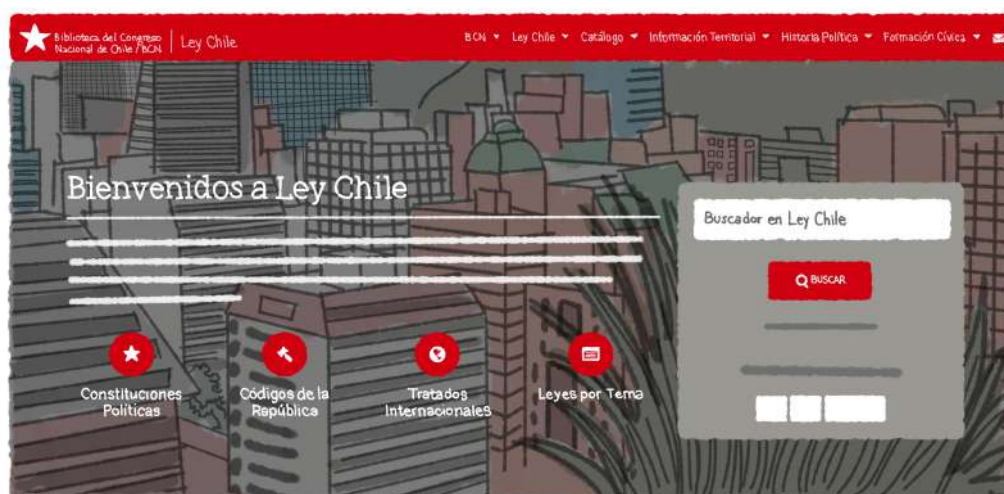 Biblioteca del Congreso
Nacional de Chile / BCN
Ley Chile
BCN Ley Chile Catálogo Información Territorial Historia Política Formación Cívica
Bienvenidos a Ley Chile
Buscador en Ley Chile
BUSCAR
Constituciones
Políticas
Códigos de la
República
Tratados
Internacionales
Leyes por Tema